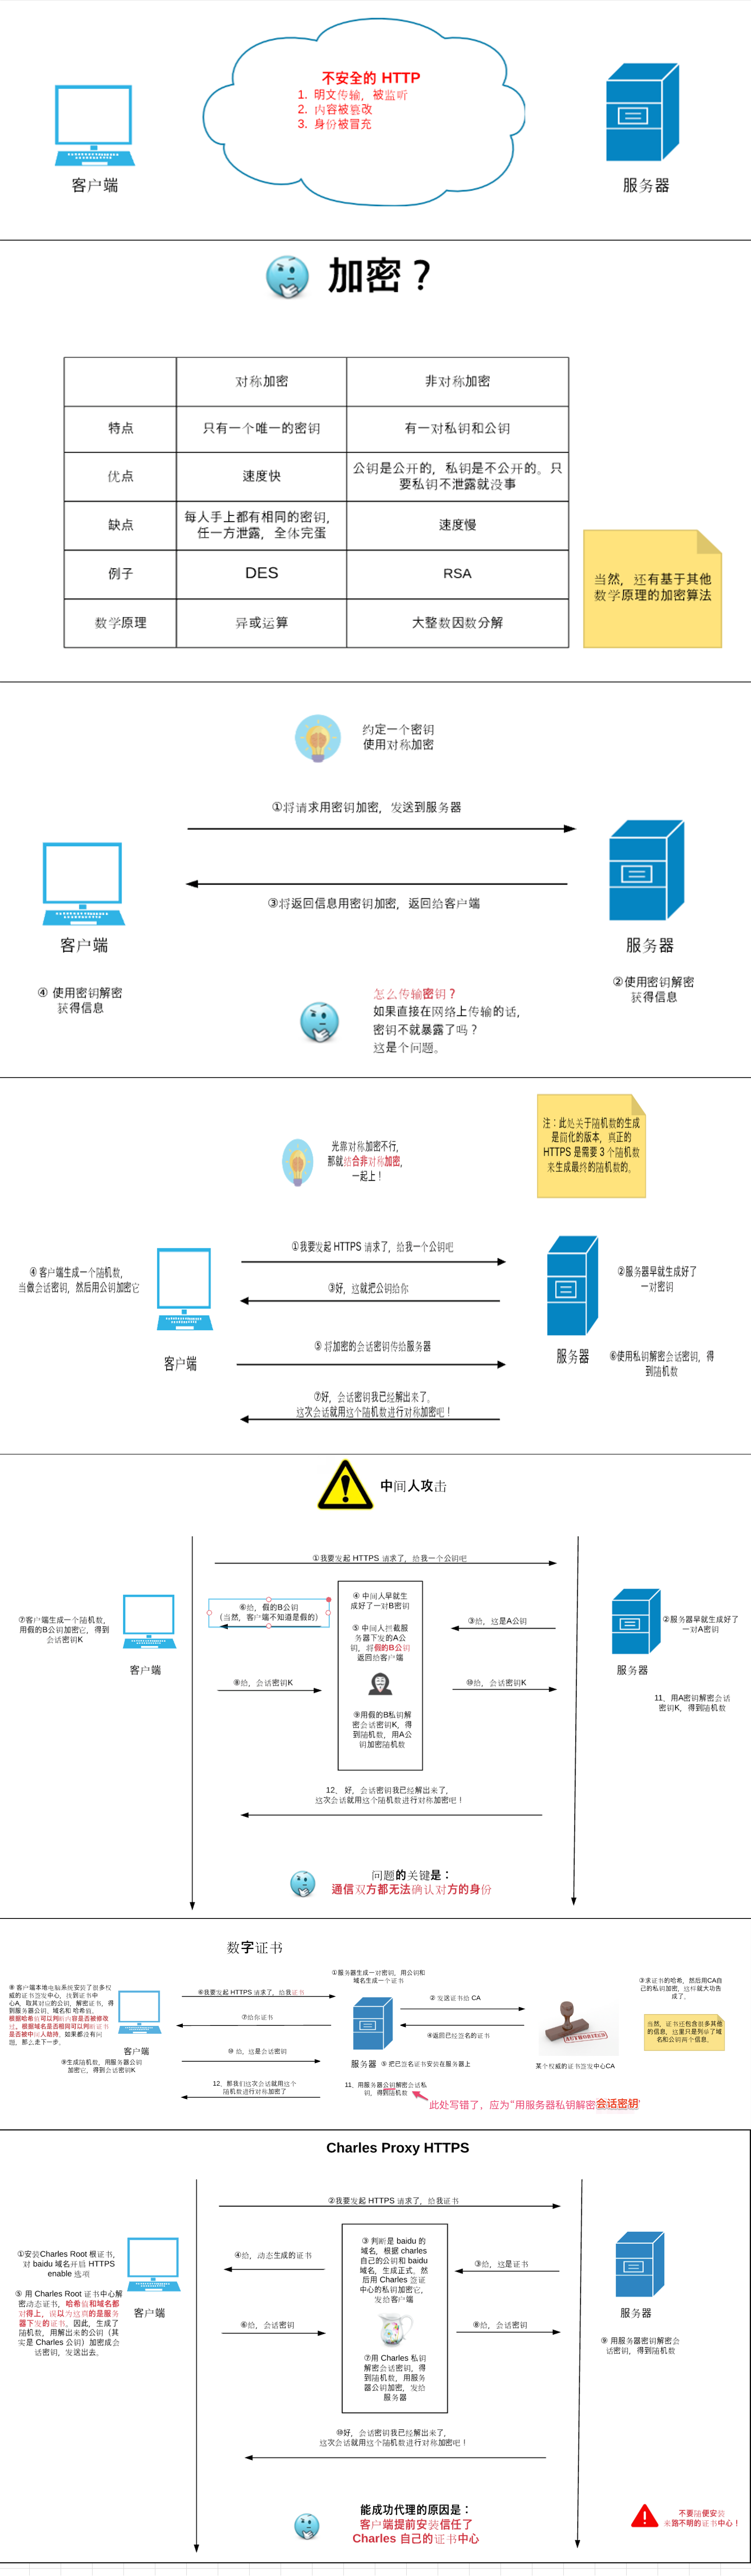 不安全的 HTTP
1. 明文传输，被监听
2. 内容被篡改
3. 身份被冒充
客户端
服务器
加密？
对称加密
非对称加密
特点
只有一个唯一的密钥
有一对私钥和公钥
优点
速度快
公钥是公开的，私钥是不公开的。只
要私钥不泄露就没事
缺点
每人手上都有相同的密钥，
任一方泄露，全体完蛋
速度慢
例子
DES
RSA
数学原理
异或运算
大整数因数分解
当然，还有基于其他
数学原理的加密算法
约定一个密钥
使用对称加密
①将请求用密钥加密，发送到服务器
③将返回信息用密钥加密，返回给客户端
客户端
服务器
④ 使用密钥解密
获得信息
②使用密钥解密
获得信息
怎么传输密钥？
如果直接在网络上传输的话，
密钥不就暴露了吗？
这是个问题。
光靠对称加密不行，
那就结合非对称加密，
一起上！
注：此处关于随机数的生成
是简化的版本，真正的
HTTPS 是需要 3 个随机数
来生成最终的随机数的。
①我要发起 HTTPS 请求了，给我一个公钥吧
④ 客户端生成一个随机数，
当做会话密钥，然后用公钥加密它
③好，这就把公钥给你
②服务器早就生成好了
一对密钥
⑤ 将加密的会话密钥传给服务器
客户端
服务器
⑥使用私钥解密会话密钥，得
到随机数
⑦好，会话密钥我已经解出来了，
这次会话就用这个随机数进行对称加密吧！
中间人攻击
①我要发起 HTTPS 请求了，给我一个公钥吧
⑥给，假的B公钥
（当然，客户端不知道是假的）
④ 中间人早就生
成好了一对B密钥
⑤ 中间人拦截服
务器下发的A公
钥，将假的B公钥
返回给客户端
③给，这是A公钥
②服务器早就生成好了
一对A密钥
⑦客户端生成一个随机数，
用假的B公钥加密它，得到
会话密钥K
客户端
服务器
⑧给，会话密钥K
⑩给，会话密钥K
⑨用假的B私钥解
密会话密钥K，得
到随机数，用A公
钥加密随机数
11、用A密钥解密会话
密钥K，得到随机数
12、 好，会话密钥我已经解出来了，
这次会话就用这个随机数进行对称加密吧！
问题的关键是：
通信双方都无法确认对方的身份
数字证书
①服务器生成一对密钥，用公钥和
域名生成一个证书
⑧ 客户端本地电脑系统安装了很多权
威的证书签发中心，找到证书中
心A，取其对应的公钥，解密证书，得
到服务器公钥、域名和 哈希值。
根据哈希值可以判断内容是否被修改
过，根据域名是否相同可以判断证书
是否被中间人劫持，如果都没有问
题，那么走下一步。
⑥我要发起 HTTPS 请求了，给我证书
② 发送证书给 CA
③求证书的哈希，然后用CA自
己的私钥加密，这样就大功告
成了。
⑦给你证书
④返回已经签名的证书
AUTHORIZED
当然，证书还包含很多其他
的信息，这里只是列举了域
名和公钥两个信息。
客户端
⑨生成随机数，用服务器公钥
加密它，得到会话密钥K
⑩ 给，这是会话密钥
服务器
⑤ 把已签名证书安装在服务器上
某个权威的证书签发中心CA
12、那我们这次会话就用这个
随机数进行对称加密了
11、用服务器公钥解密会话私
钥，得到随机数
此处写错了，应为“用服务器私钥解密会话密钥”
Charles Proxy HTTPS
②我要发起 HTTPS 请求了，给我证书
①安装Charles Root 根证书，
对 baidu 域名开启 HTTPS
enable 选项
④给，动态生成的证书
③ 判断是 baidu 的
域名，根据 charles
自己的公钥和 baidu
域名，生成正式。然
后用 Charles 签证
中心的私钥加密它，
发给客户端
③给，这是证书
⑤ 用 Charles Root 证书中心解
密动态证书，哈希值和域名都
对得上，误以为这真的是服务
器下发的证书。因此，生成了
随机数，用解出来的公钥（其
实是 Charles 公钥）加密成会
话密钥，发送出去。
客户端
服务器
⑥给，会话密钥
⑧给，会话密钥
⑦用 Charles 私钥
解密会话密钥，得
到随机数，用服务
器公钥加密，发给
服务器
⑨ 用服务器密钥解密会
话密钥，得到随机数
⑩好，会话密钥我已经解出来了，
这次会话就用这个随机数进行对称加密吧！
能成功代理的原因是：
客户端提前安装信任了
Charles 自己的证书中心
不要随便安装
来路不明的证书中心！